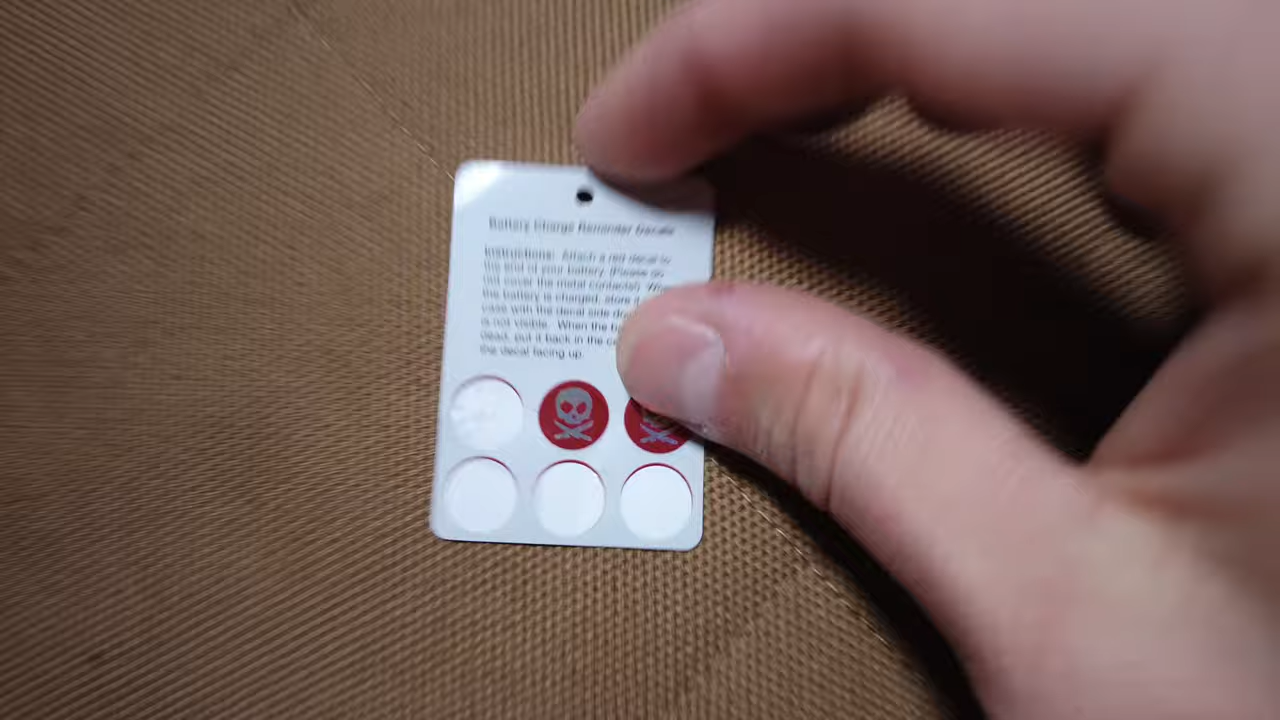 Battery Charge Reminder Decals
Instructions: Attach a red decal to
the end of your battery. (Please do
not cover the metal contacts)
the battery is charged, store
case with the decal side
is not visible. When the
dead, put it back in the
the decal facing up.